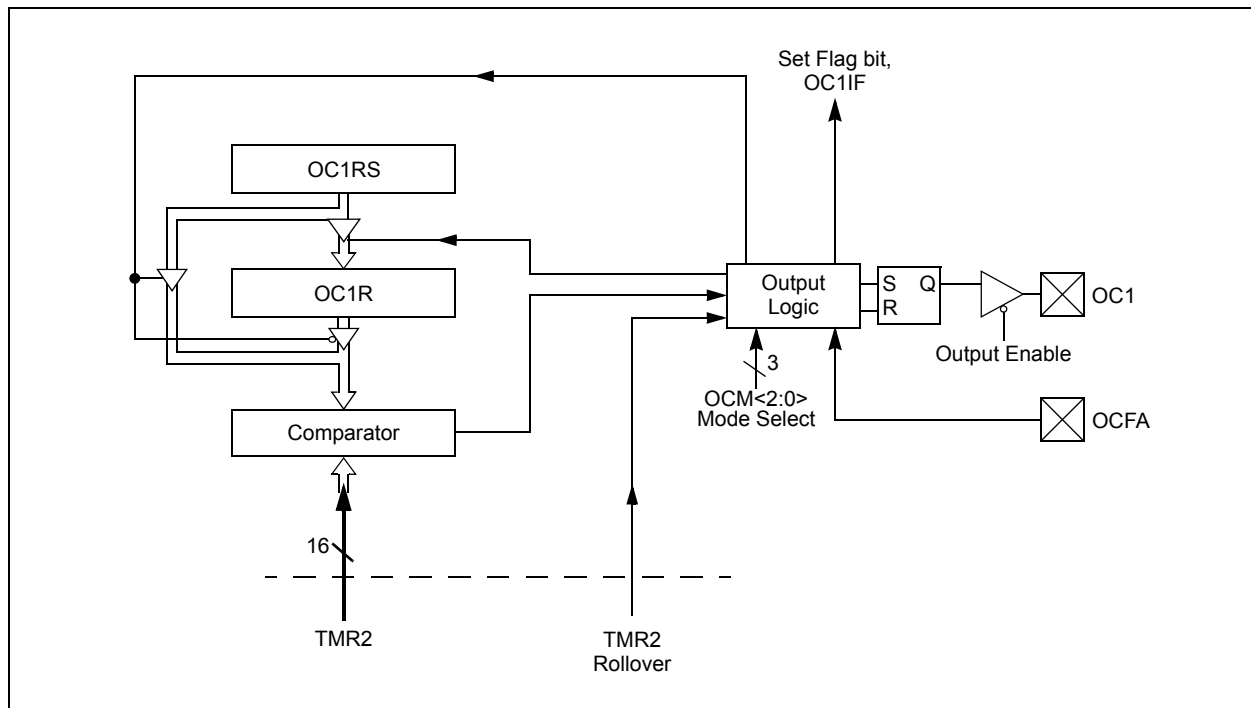 Set Flag bit,
OC1IF
OC1RS
OC1R
Output
Logic
S Q
R
OC1
Output Enable
3
OCM<2:0>
Mode Select
OCFA
Comparator
16
TMR2
TMR2
Rollover